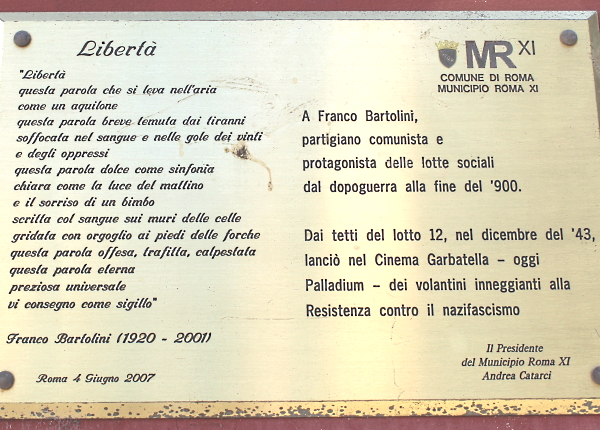 Libertà
"Libertà
questa parola che si leva nell'aria
come un aquilone
questa parola breve temuta dai tiranni
soffocata nel sangue e nelle gole dei vinti
e degli oppressi
questa parola dolce come sinfonia
chiara come la luce del mattino
e il sorriso di un bimbo
scritta col sangue sui muri delle celle
gridata con orgoglio ai piedi delle forche
questa parola offesa, trafitta, calpestata
questa parola eterna
preziosa universale
vi consegno come sigillo"
Franco Bartolini (1920 - 2001)
Roma 4 Giugno 2007
MR XI
COMUNE DI ROMA
MUNICIPIO ROMA XI
A Franco Bartolini,
partigiano comunista e
protagonista delle lotte sociali
dal dopoguerra alla fine del '900.
Dai tetti del lotto 12, nel dicembre del '43,
lanciò nel Cinema Garbatella – oggi
Palladium – dei volantini inneggianti alla
Resistenza contro il nazifascismo
Il Presidente
del Municipio Roma XI
Andrea Catarci